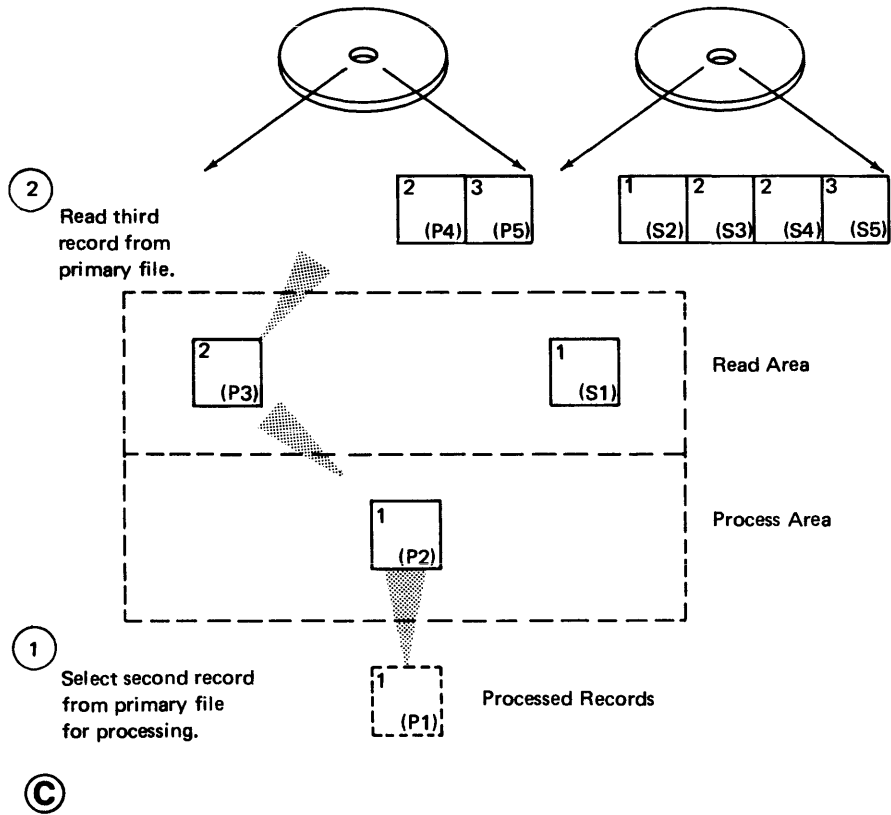 2
Read third
record from
primary file.
2 3 1 2 2 3
(P4) (P5) (S2) (S3) (S4) (S5)
2 1
(P3) (S1)
Read Area
1
(P2)
Process Area
1
Select second record
from primary file
for processing.
1
(P1)
Processed Records
C